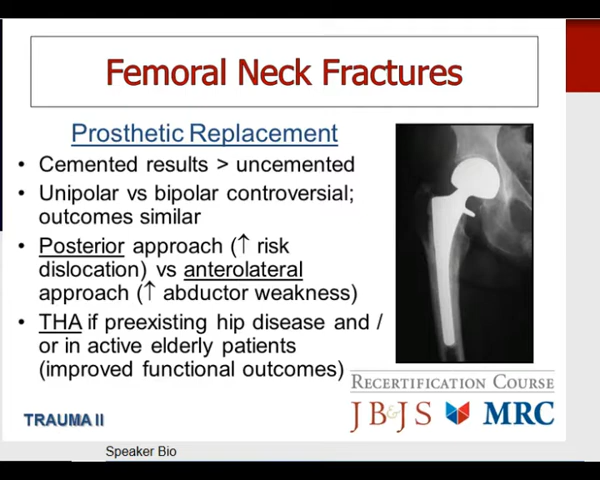 Femoral Neck Fractures
Prosthetic Replacement
• Cemented results > uncemented
• Unipolar vs bipolar controversial;
outcomes similar
• Posterior approach (↑ risk
dislocation) vs anterolateral
approach (↑ abductor weakness)
• THA if preexisting hip disease and /
or in active elderly patients
(improved functional outcomes)
RECERTIFICATION COURSE
JB&JS MRC
TRAUMA II
Speaker Bio